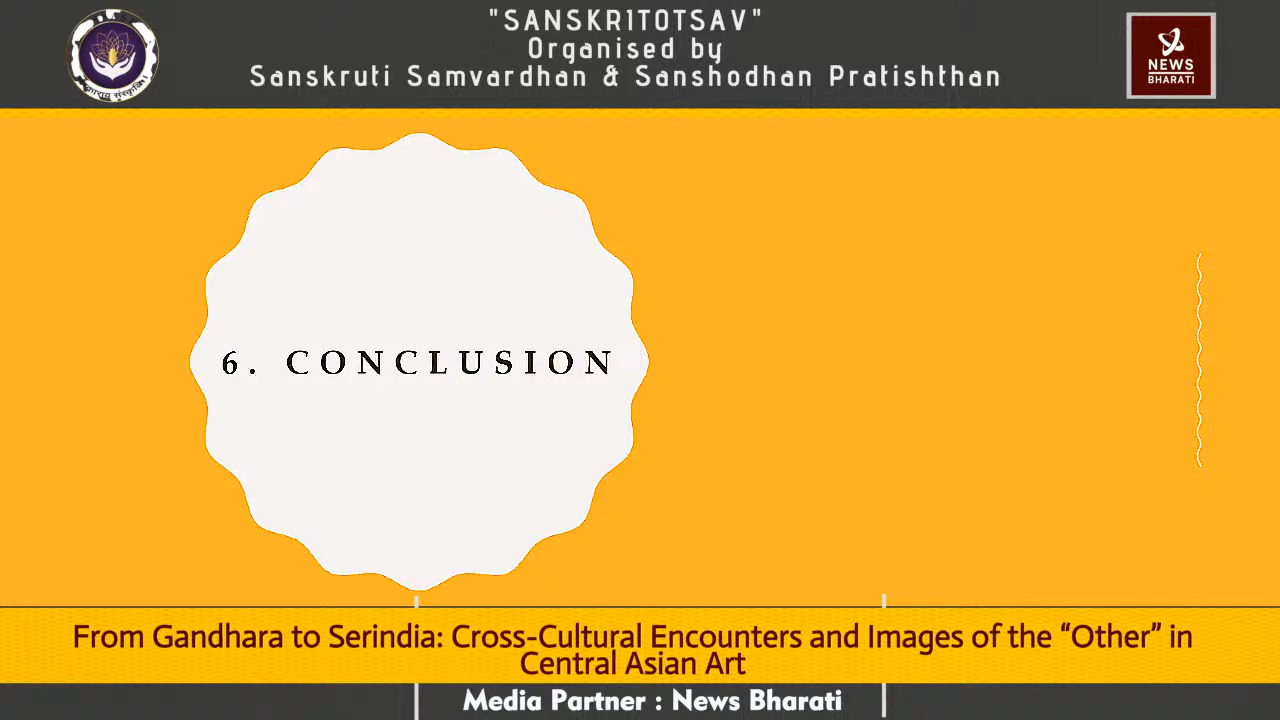 "SANSKRITOTSAV"
Organised by
Sanskruti Samvardhan & Sanshodhan Pratishthan
NEWS
BHARATI
6. CONCLUSION
From Gandhara to Serindia: Cross-Cultural Encounters and Images of the “Other” in
Central Asian Art
Media Partner : News Bharati